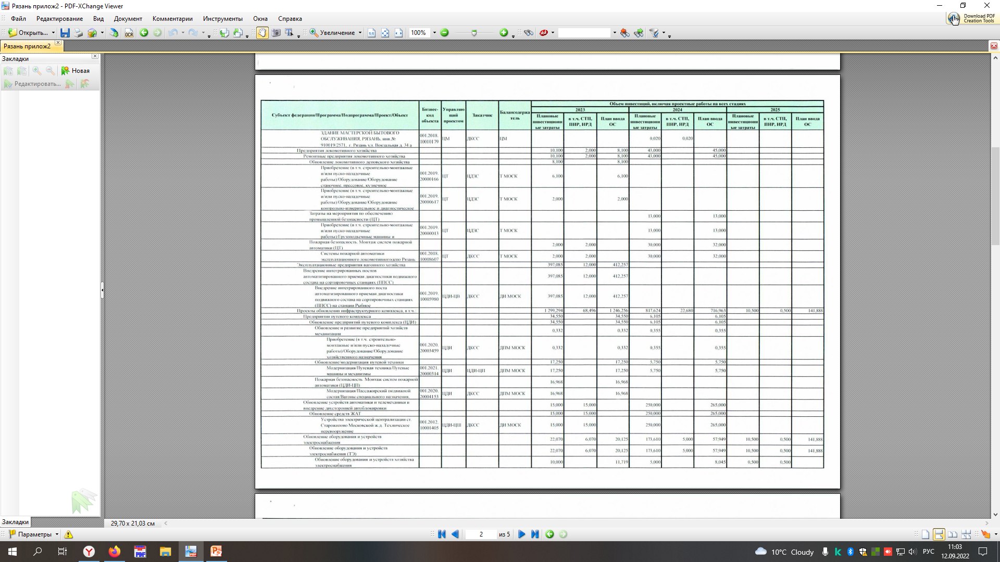 Рязань прилож2 - PDF-XChange Viewer
Файл Редактирование Вид Документ Комментарии Инструменты Окна Справка
Download PDF
Creation Tools
Открыть... OCR Увеличение 1:1 100% Ask
Рязань прилож2
Закладки
Новая
Редактировать...
Субъект федерации/Программа/Подпрограмма/Проект/Объект
Бизнес-код объекта
Управляющий проектом
Заказчик
Балансодержатель
Объем инвестиций, включая проектные работы на всех стадиях
2023 2024 2025
Плановые инвестиционные затраты в т.ч. СТП, ПИР, ИРД План ввода ОС Плановые инвестиционные затраты в т.ч. СТП, ПИР, ИРД План ввода ОС Плановые инвестиционные затраты в т.ч. СТП, ПИР, ИРД План ввода ОС
ЗДАНИЕ МАСТЕРСКОЙ БЫТОВОГО
ОБСЛУЖИВАНИЯ, РЯЗАНЬ, инв.№
910019/2571, г. Рязань ул. Вокзальная д. 34 а
001.2018.
10010179
ЦМ ДКСС ЦМ 0,020 0,020
Предприятия локомотивного хозяйства 10,100 2,000 8,100 43,000 45,000
Ремонтные предприятия локомотивного хозяйства 10,100 2,000 8,100 43,000 45,000
Обновление локомотивного деповского хозяйства 8,100 8,100
Приобретение (в т.ч. строительно-монтажные
и/или пуско-наладочные
работы)/Оборудование/Оборудование
станочное, прессовое, кузнечное
001.2019.
20000166
ЦТ ЦДЗС Т МОСК 6,100 6,100
Приобретение (в т.ч. строительно-монтажные
и/или пуско-наладочные
работы)/Оборудование/Оборудование
контрольно-измерительное и диагностическое
001.2019.
20000617
ЦТ ЦДЗС Т МОСК 2,000 2,000
Затраты на мероприятия по обеспечению
промышленной безопасности (ЦТ)
13,000 13,000
Приобретение (в т.ч. строительно-монтажные
и/или пуско-наладочные
работы)/Грузоподъемные машины и
001.2019.
20000013
ЦТ ЦДЗС Т МОСК 13,000 13,000
Пожарная безопасность. Монтаж систем пожарной
автоматики (ЦТ)
2,000 2,000 30,000 32,000
Системы пожарной автоматики
эксплуатационного локомотивногодепо Рязань
001.2018.
10008607
ЦТ ДКСС Т МОСК 2,000 2,000 30,000 32,000
Эксплуатационные предприятия вагонного хозяйства 397,085 12,000 412,257
Внедрение интегрированных постов
автоматизированного приемаи диагностики подвижного
состава на сортировочных станциях (ППСС)
397,085 12,000 412,257
Внедрение интегрированного поста
автоматизированного приемаи диагностики
подвижного состава на сортировочных станциях
(ППСС) на станции Рыбное
001.2019.
10005980
ЦДИ-ЦВ ДКСС ДИ МОСК 397,085 12,000 412,257
Проекты обновления инфраструктурного комплекса, в т.ч.: 1 299,294 68,496 1 246,256 817,624 22,680 716,963 10,500 0,500 141,888
Предприятия путевого комплекса 34,550 34,550 6,105 6,105
Обновление предприятий путевого комплекса (ЦДИ) 34,550 34,550 6,105 6,105
Обновление и развитие предприятий хозяйств
механизации
0,332 0,332 0,355 0,355
Приобретение (в т.ч. строительно-
монтажные и/или пуско-наладочные
работы)/Оборудование/Оборудование
хозяйственного назначения
001.2020.
20003459
ЦДИ ДКСС ДПМ МОСК 0,332 0,332 0,355 0,355
Обновление/модернизация путевой техники 17,250 17,250 5,750 5,750
Модернизация/Путевая техника/Путевые
машины и механизмы
001.2021.
20000314
ЦДИ ЦДИ-ЦП ДПМ МОСК 17,250 17,250 5,750 5,750
Пожарная безопасность. Монтаж систем пожарной
автоматики (ЦДИ-ЦП)
16,968 16,968
Модернизация/Пассажирский подвижной
состав/Вагоны специального назначения,
001.2020.
20004153
ЦДИ ДКСС ДПМ МОСК 16,968 16,968
Обновление устройств автоматики и телемеханики и
внедрение двусторонней автоблокировки
15,000 15,000 250,000 265,000
Обновление средств ЖАТ 15,000 15,000 250,000 265,000
Устройства электрической централизации ст.
Старожилово Московской ж.д. Техническое
перевооружение
001.2012.
10001405
ЦДИ-ЦШ ДКСС ДИ МОСК 15,000 15,000 250,000 265,000
Обновление оборудования и устройств
электроснабжения
22,070 6,070 20,125 173,610 5,000 57,949 10,500 0,500 141,888
Обновление оборудования и устройств
электроснабжения (ТЭ)
22,070 6,070 20,125 173,610 5,000 57,949 10,500 0,500 141,888
Обновление оборудования и устройств хозяйства
электроснабжения
10,000 11,719 5,000 8,045 0,500 0,500
Закладки
29,70 x 21,03 см
Параметры
2 из 5
10°C Cloudy
РУС
11:03
12.09.2022